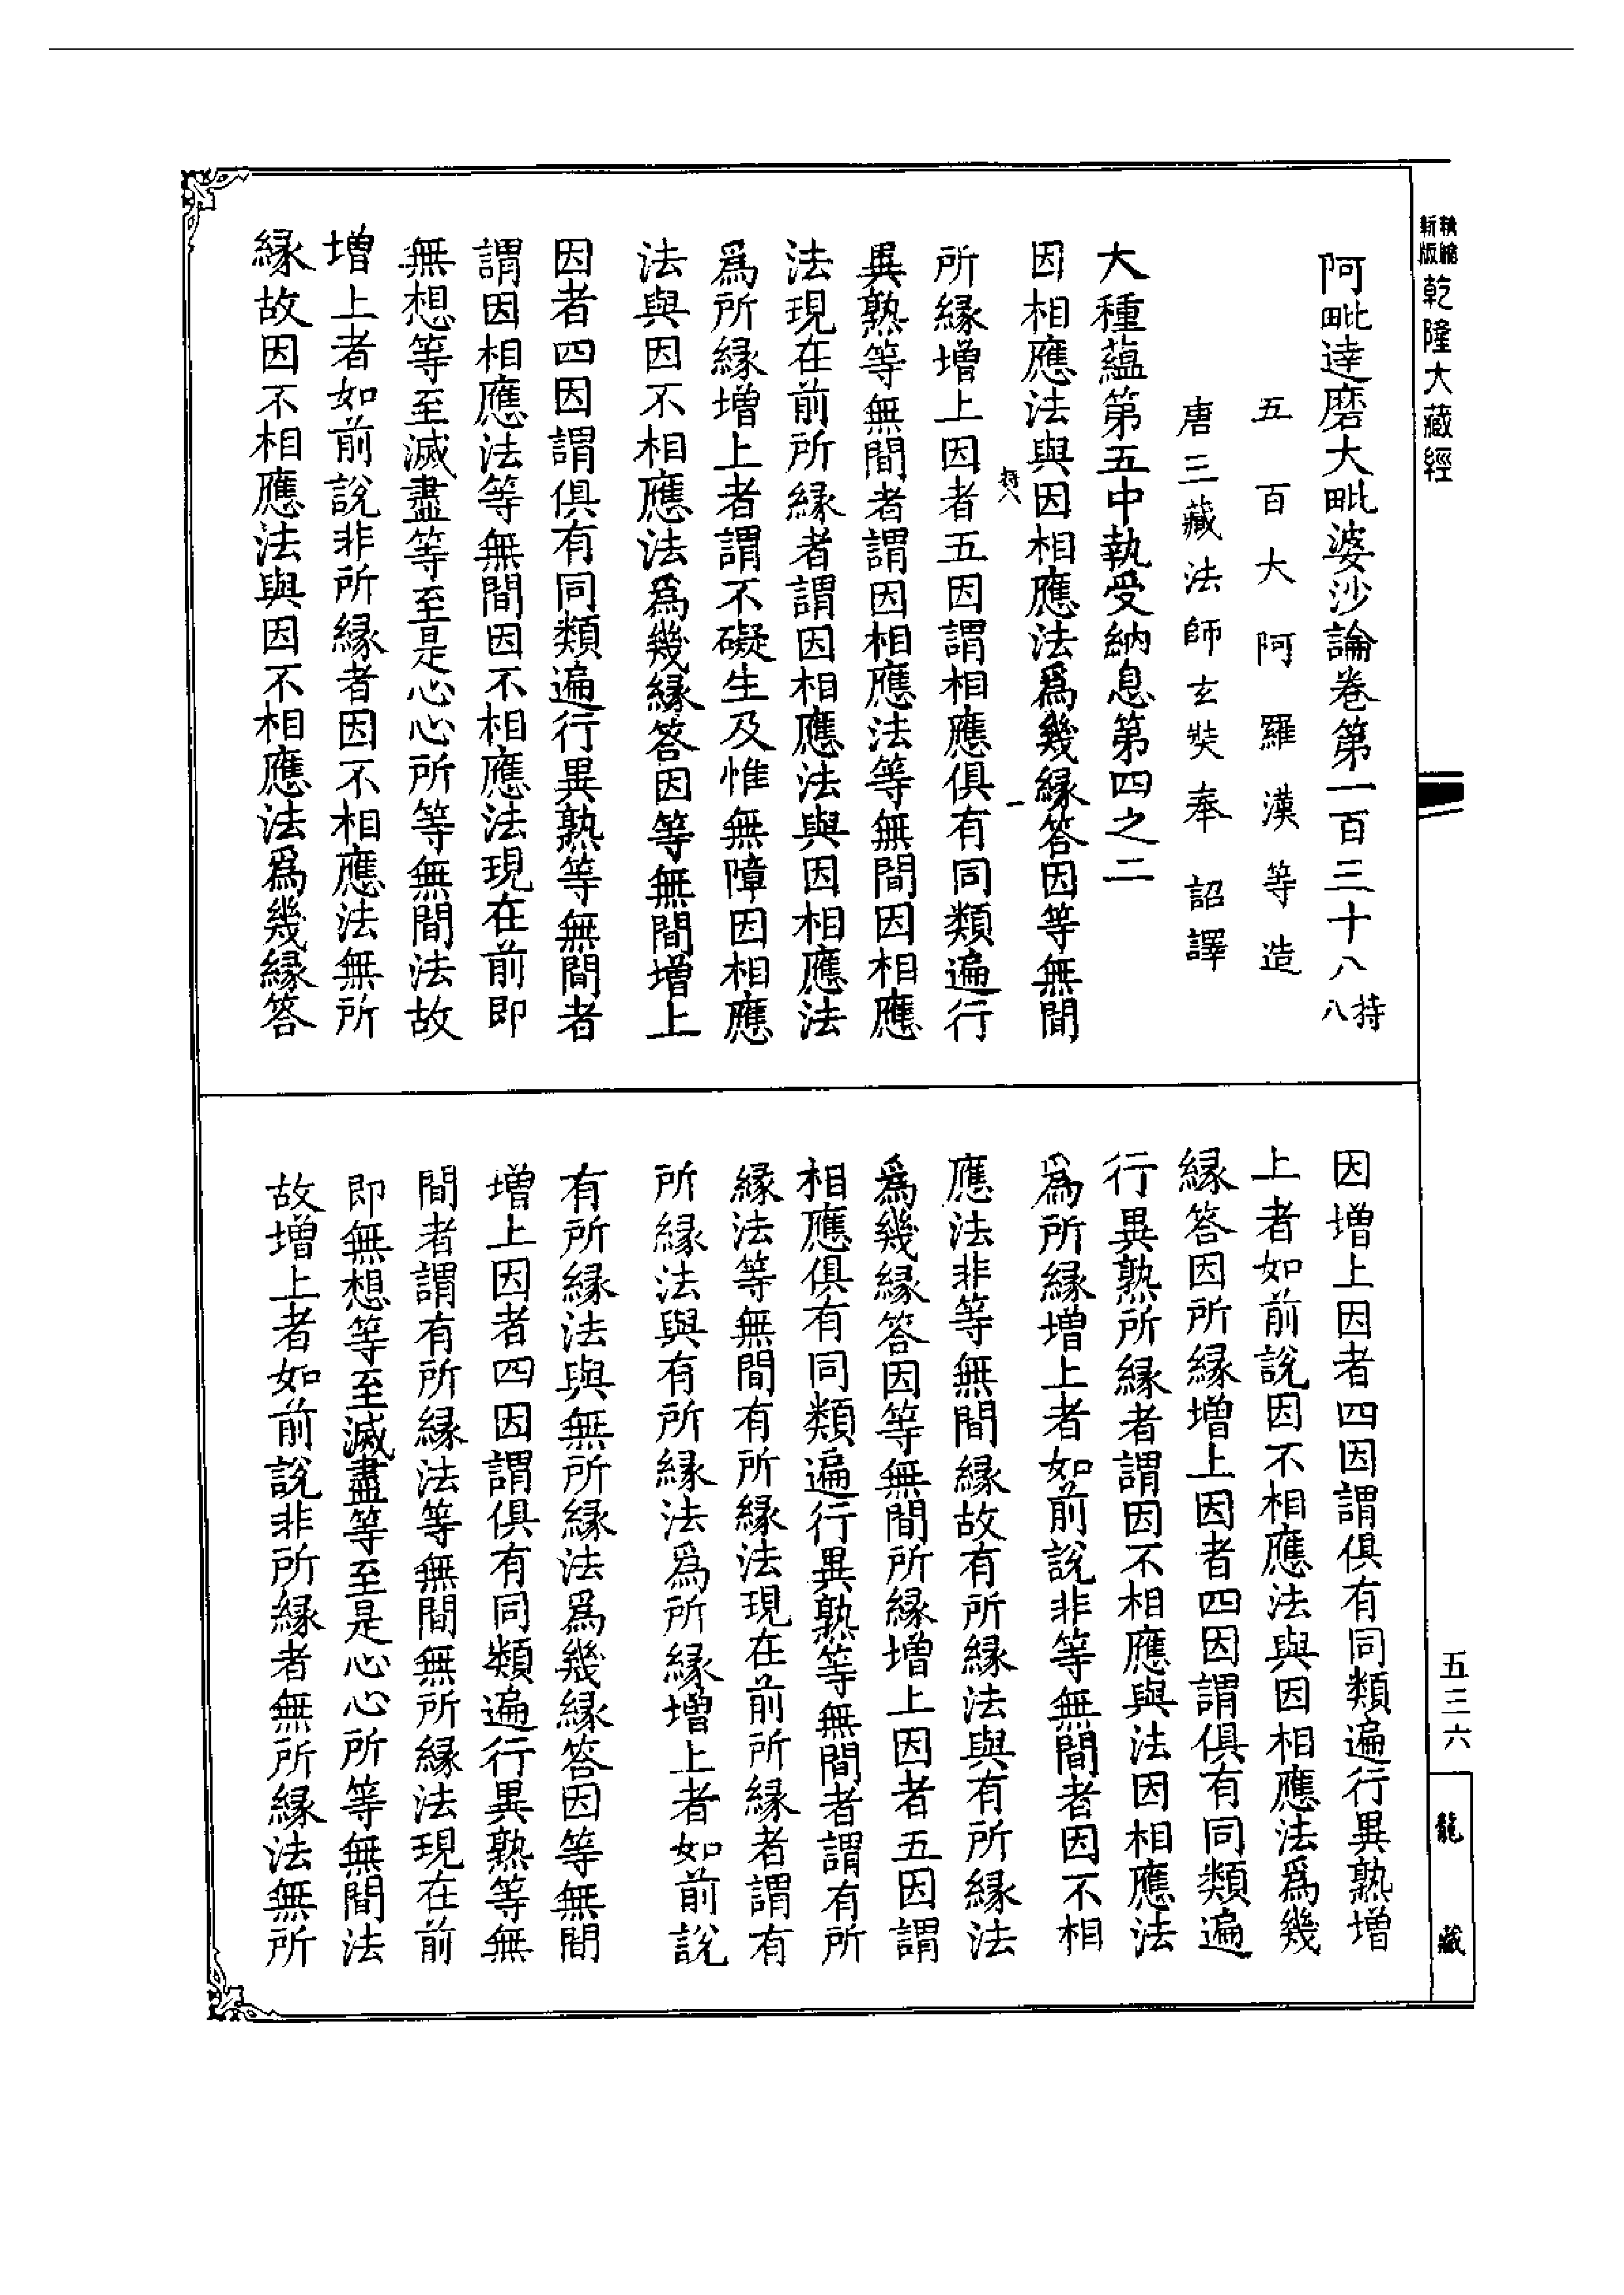 新版
精縮
乾隆大藏經
阿毗達磨大毗婆沙論卷第一百三十八 持八
五百大阿羅漢等造
唐三藏法師玄奘奉 詔譯
大種蘊第五中執受納息第四之二
因相應法與因相應法爲幾緣答因等無間
持八
一
所緣增上因者五因謂相應俱有同類遍行
異熟等無間者謂因相應法等無間因相應
法現在前所緣者謂因相應法與因相應法
爲所緣增上者謂不礙生及惟無障因相應
法與因不相應法爲幾緣答因等無間增上
因者四因謂俱有同類遍行異熟等無間者
謂因相應法等無間因不相應法現在前即
無想等至滅盡等至是心心所等無間法故
增上者如前說非所緣者因不相應法無所
緣故因不相應法與因不相應法爲幾緣答
因增上因者四因謂俱有同類遍行異熟增
上者如前說因不相應法與因相應法爲幾
緣答因所緣增上因者四因謂俱有同類遍
行異熟所緣者謂因不相應與法因相應法
爲所緣增上者如前說非等無間者因不相
應法非等無間緣故有所緣法與有所緣法
爲幾緣答因等無間所緣增上因者五因謂
相應俱有同類遍行異熟等無間者謂有所
緣法等無間有所緣法現在前所緣者謂有
所緣法與有所緣法爲所緣增上者如前說
有所緣法與無所緣法爲幾緣答因等無間
增上因者四因謂俱有同類遍行異熟等無
間者謂有所緣法等無間無所緣法現在前
即無想等至滅盡等至是心心所等無間法
故增上者如前說非所緣者無所緣法無所
五三六
龍藏